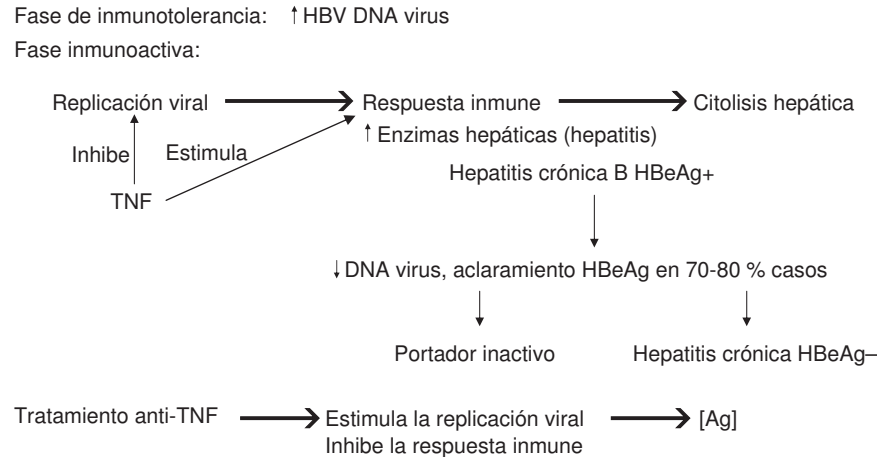 Fase de inmunotolerancia: ↑HBV DNA virus
Fase inmunoactiva:
Replicación viral → Respuesta inmune → Citolisis hepática
↑ Enzimas hepáticas (hepatitis)
Inhibe Estimula
Hepatitis crónica B HBeAg+
TNF
↓DNA virus, aclaramiento HBeAg en 70-80 % casos
Portador inactivo Hepatitis crónica HBeAg–
Tratamiento anti-TNF → Estimula la replicación viral → [Ag]
Inhibe la respuesta inmune